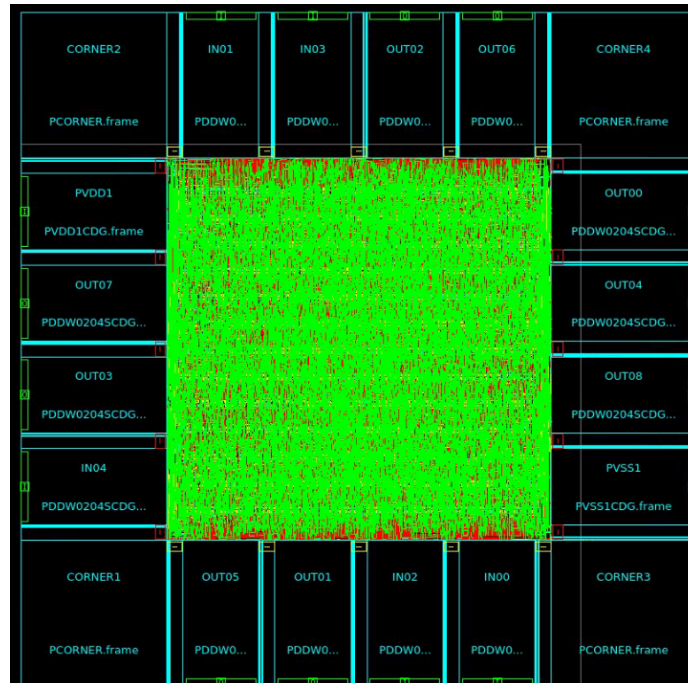 CORNER2 IN01 IN03 OUT02 OUT06 CORNER4
PCORNER.frame PDDW0... PDDW0... PDDW0... PDDW0... PCORNER.frame
PVDD1 OUT00
PVDD1CDG.frame PDDW0204SCDG...
OUT07 OUT04
PDDW0204SCDG... PDDW0204SCDG...
OUT03 OUT08
PDDW0204SCDG... PDDW0204SCDG...
IN04 PVSS1
PDDW0204SCDG... PVSS1CDG.frame
CORNER1 OUT05 OUT01 IN02 IN00 CORNER3
PCORNER.frame PDDW0... PDDW0... PDDW0... PDDW0... PCORNER.frame